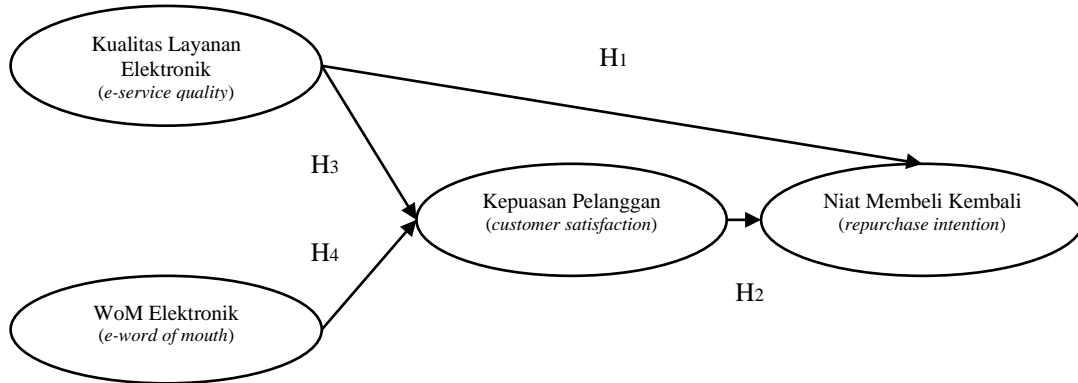 Kualitas Layanan
Elektronik
(e-service quality)
H1
H3
Kepuasan Pelanggan
(customer satisfaction)
Niat Membeli Kembali
(repurchase intention)
H4
H2
WoM Elektronik
(e-word of mouth)